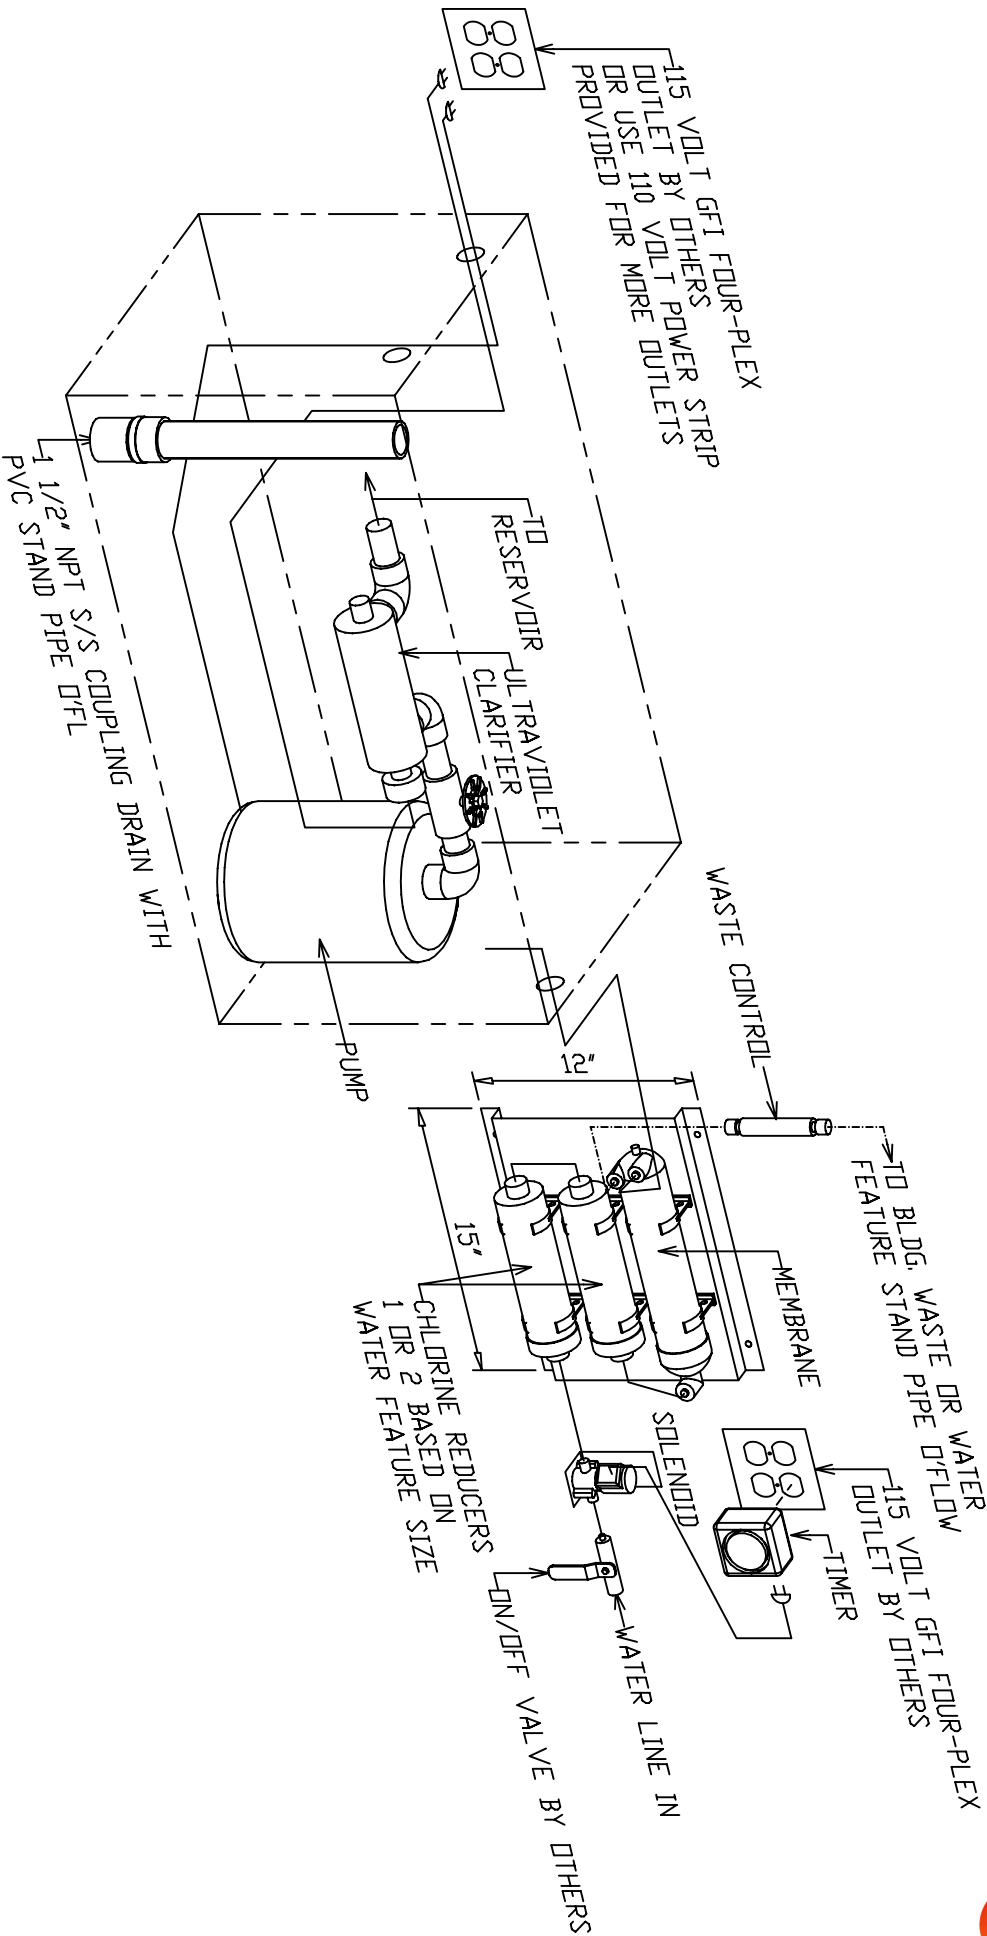 115 VOLT GFI FOUR-PLEX
OUTLET BY OTHERS
OR USE 110 VOLT POWER STRIP
PROVIDED FOR MORE OUTLETS
TO
RESERVOIR
ULTRAVIOLET
CLARIFIER
1 1/2" NPT S/S COUPLING DRAIN WITH
PVC STAND PIPE O'FL
PUMP
WASTE CONTROL
TO BLDG. WASTE OR WATER
FEATURE STAND PIPE O'FLOW
12"
15"
MEMBRANE
CHLORINE REDUCERS
1 OR 2 BASED ON
WATER FEATURE SIZE
SOLENOID
115 VOLT GFI FOUR-PLEX
OUTLET BY OTHERS
TIMER
WATER LINE IN
ON/OFF VALVE BY OTHERS